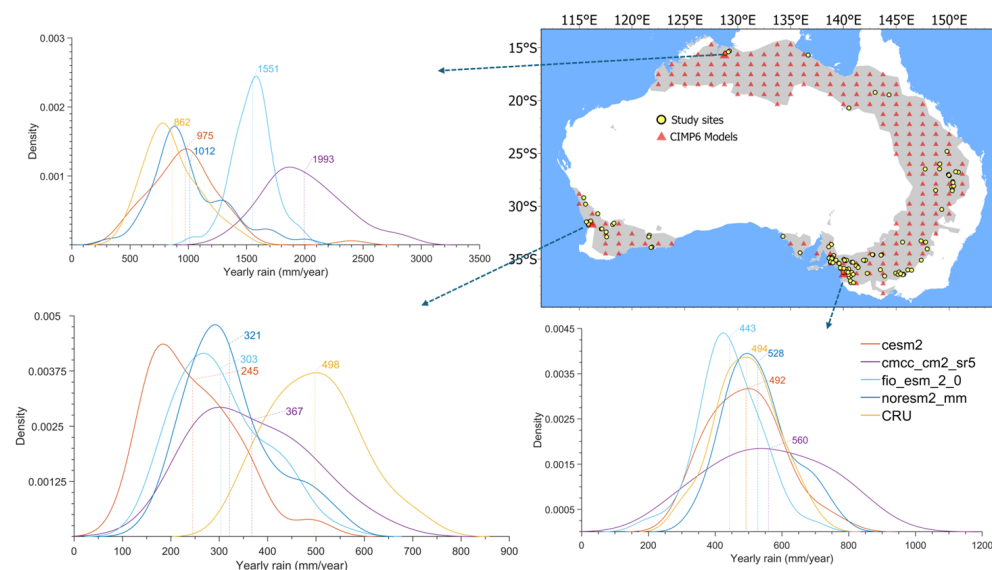 115°E 120°E 125°E 130°E 135°E 140°E 145°E 150°E
15°S
20°S
25°S
30°S
35°S
Study sites
CIMP6 Models
0.003
0.002
0.001
Density
1551
862
975
1012
1993
0 500 1000 1500 2000 2500 3000 3500
Yearly rain (mm/year)
0.005
0.00375
0.0025
0.00125
Density
321
303
245
498
367
0 100 200 300 400 500 600 700 800 900
Yearly rain (mm/year)
0.0045
0.0035
0.0025
0.0015
0.0005
Density
443
494
528
492
560
0 200 400 600 800 1000 1200
Yearly rain (mm/year)
cesm2
cmcc_cm2_sr5
fio_esm_2_0
noresm2_mm
CRU